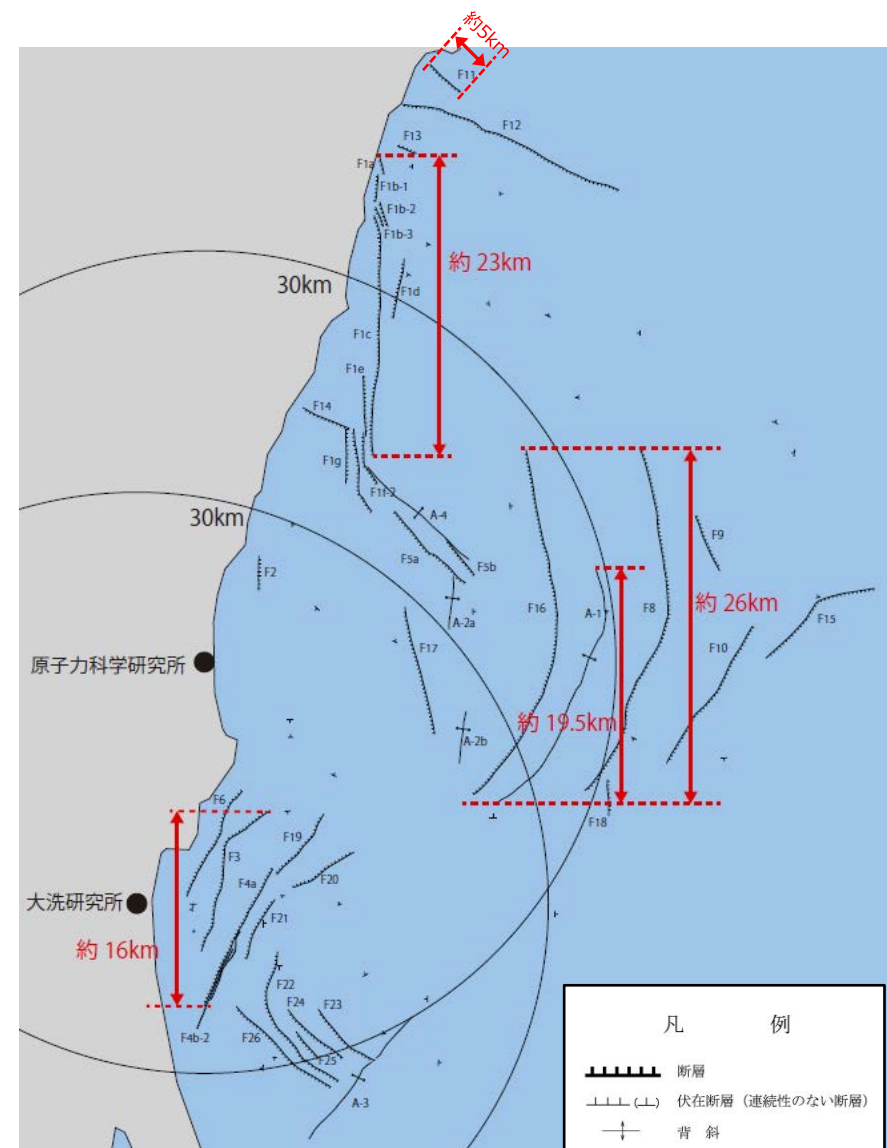 約5km
F11
F12
F13
F1a
F1b-1
F1b-2
F1b-3
約 23km
30km
F1d
F1c
F1e
F14
F1g
F1f-2
30km
A-4
F9
F5a
F5b
F2
A-2a
F16
A-1
F8
約 26km
F15
F17
F10
原子力科学研究所
約 19.5km
A-2b
F6
F18
F19
F3
F20
F4a
大洗研究所
F21
約 16km
F22
F24
F23
F4b-2
F26
F25
A-3
凡 例
断層
伏在断層（連続性のない断層）
背 斜